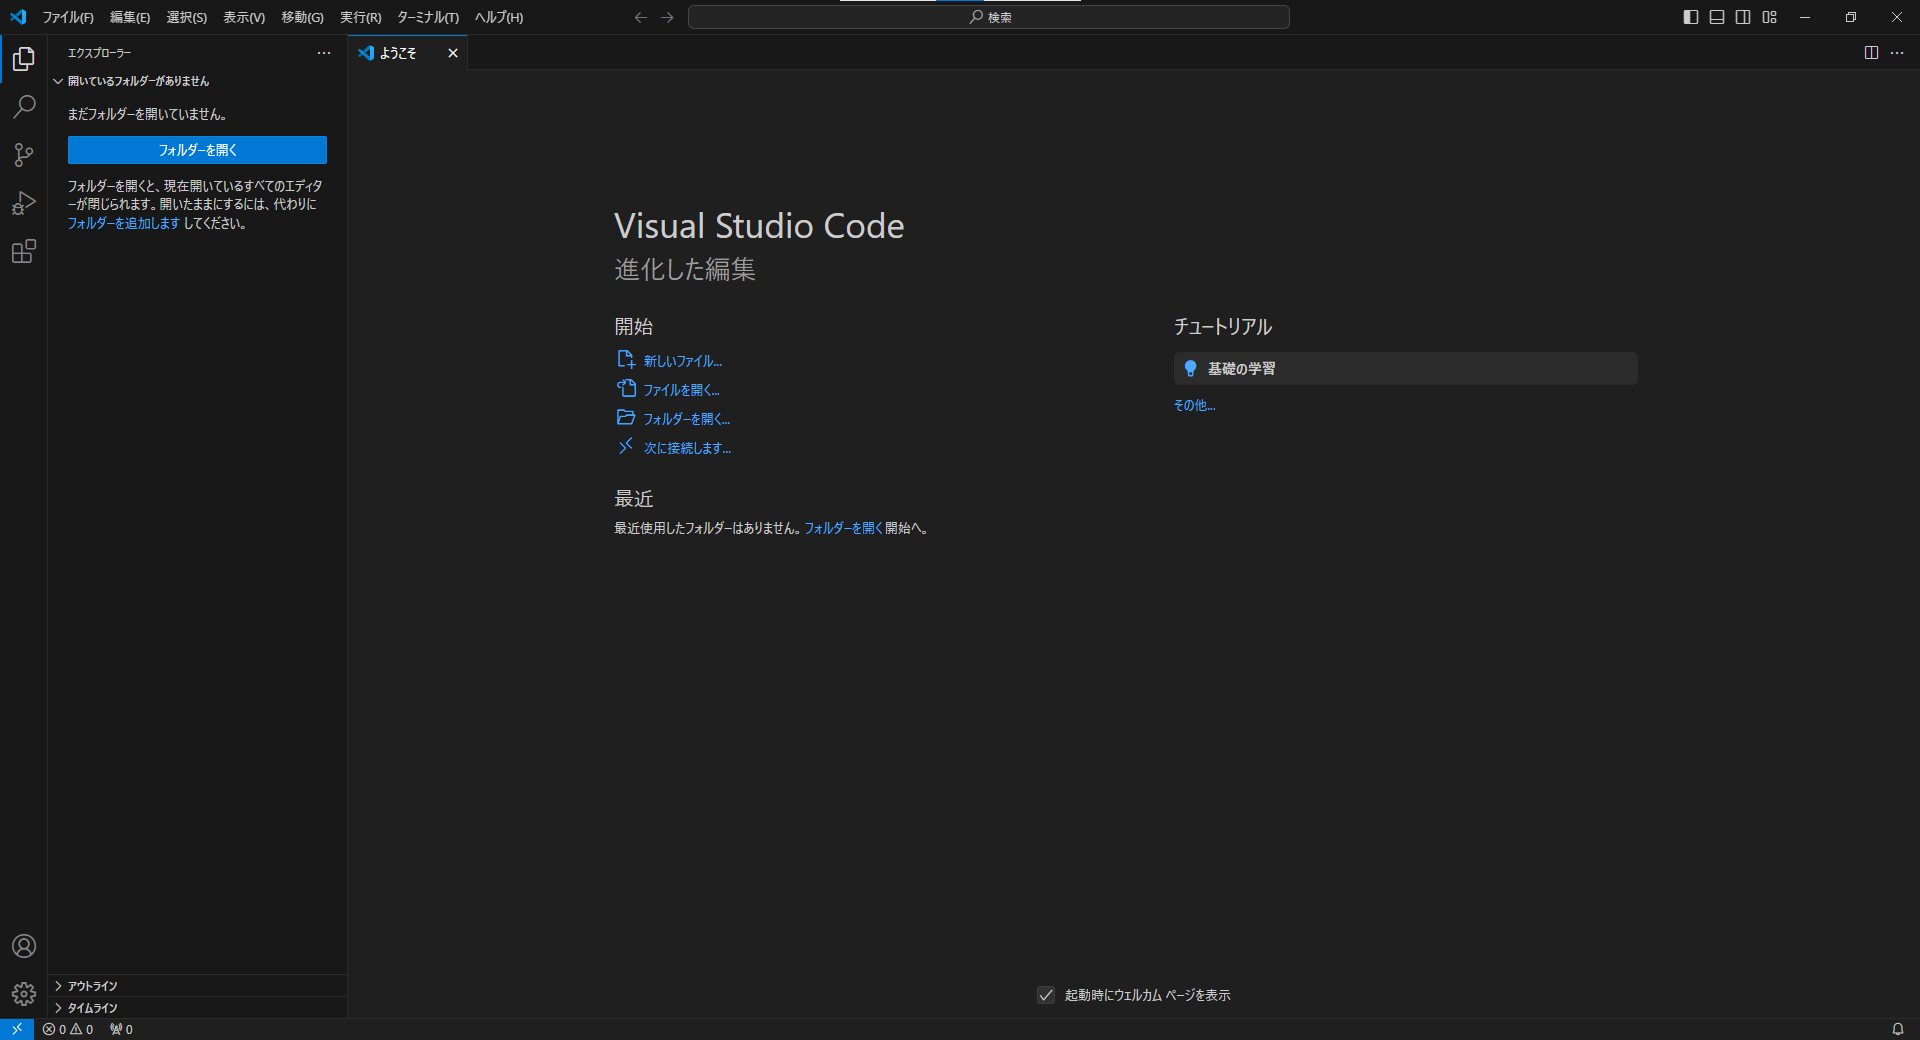 ファイル(F) 編集(E) 選択(S) 表示(V) 移動(G) 実行(R) ターミナル(T) ヘルプ(H)
検索
エクスプローラー
ようこそ
開いているフォルダーがありません
まだフォルダーを開いていません。
フォルダーを開く
フォルダーを開くと、現在開いているすべてのエディタ
ーが閉じられます。開いたままにするには、代わりに
フォルダーを追加します してください。
Visual Studio Code
進化した編集
開始
新しいファイル...
ファイルを開く...
フォルダーを開く...
次に接続します...
最近
最近使用したフォルダーはありません。フォルダーを開く 開始へ。
チュートリアル
基礎の学習
その他...
アウトライン
タイムライン
起動時にウェルカム ページを表示
0 0 0